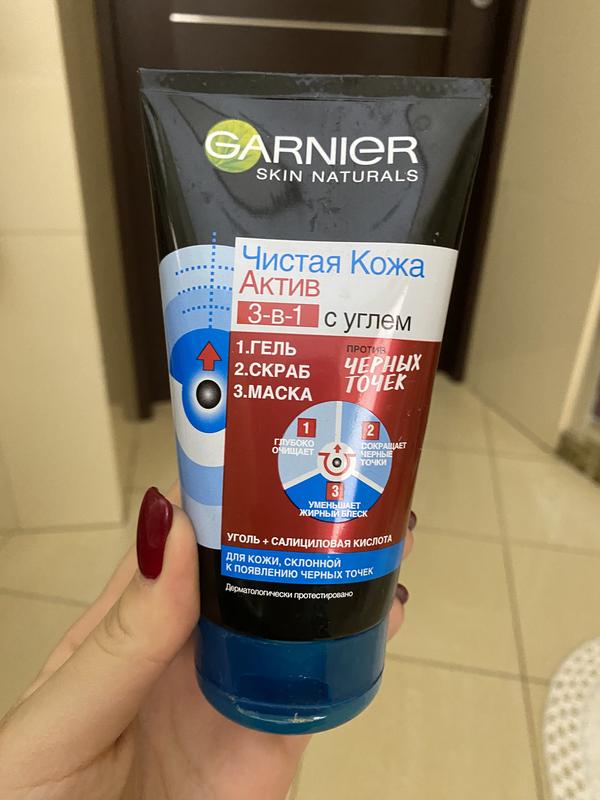 GARNIER
SKIN NATURALS
Чистая Кожа
Актив
3-в-1 с углем
1.ГЕЛЬ
2.СКРАБ
3.МАСКА
ПРОТИВ
ЧЕРНЫХ
ТОЧЕК
1
ГЛУБОКО
ОЧИЩАЕТ
2
СОКРАЩАЕТ
ЧЕРНЫЕ
ТОЧКИ
3
УМЕНЬШАЕТ
ЖИРНЫЙ БЛЕСК
УГОЛЬ + САЛИЦИЛОВАЯ КИСЛОТА
ДЛЯ КОЖИ, СКЛОННОЙ
К ПОЯВЛЕНИЮ ЧЕРНЫХ ТОЧЕК
Дерматологически протестировано